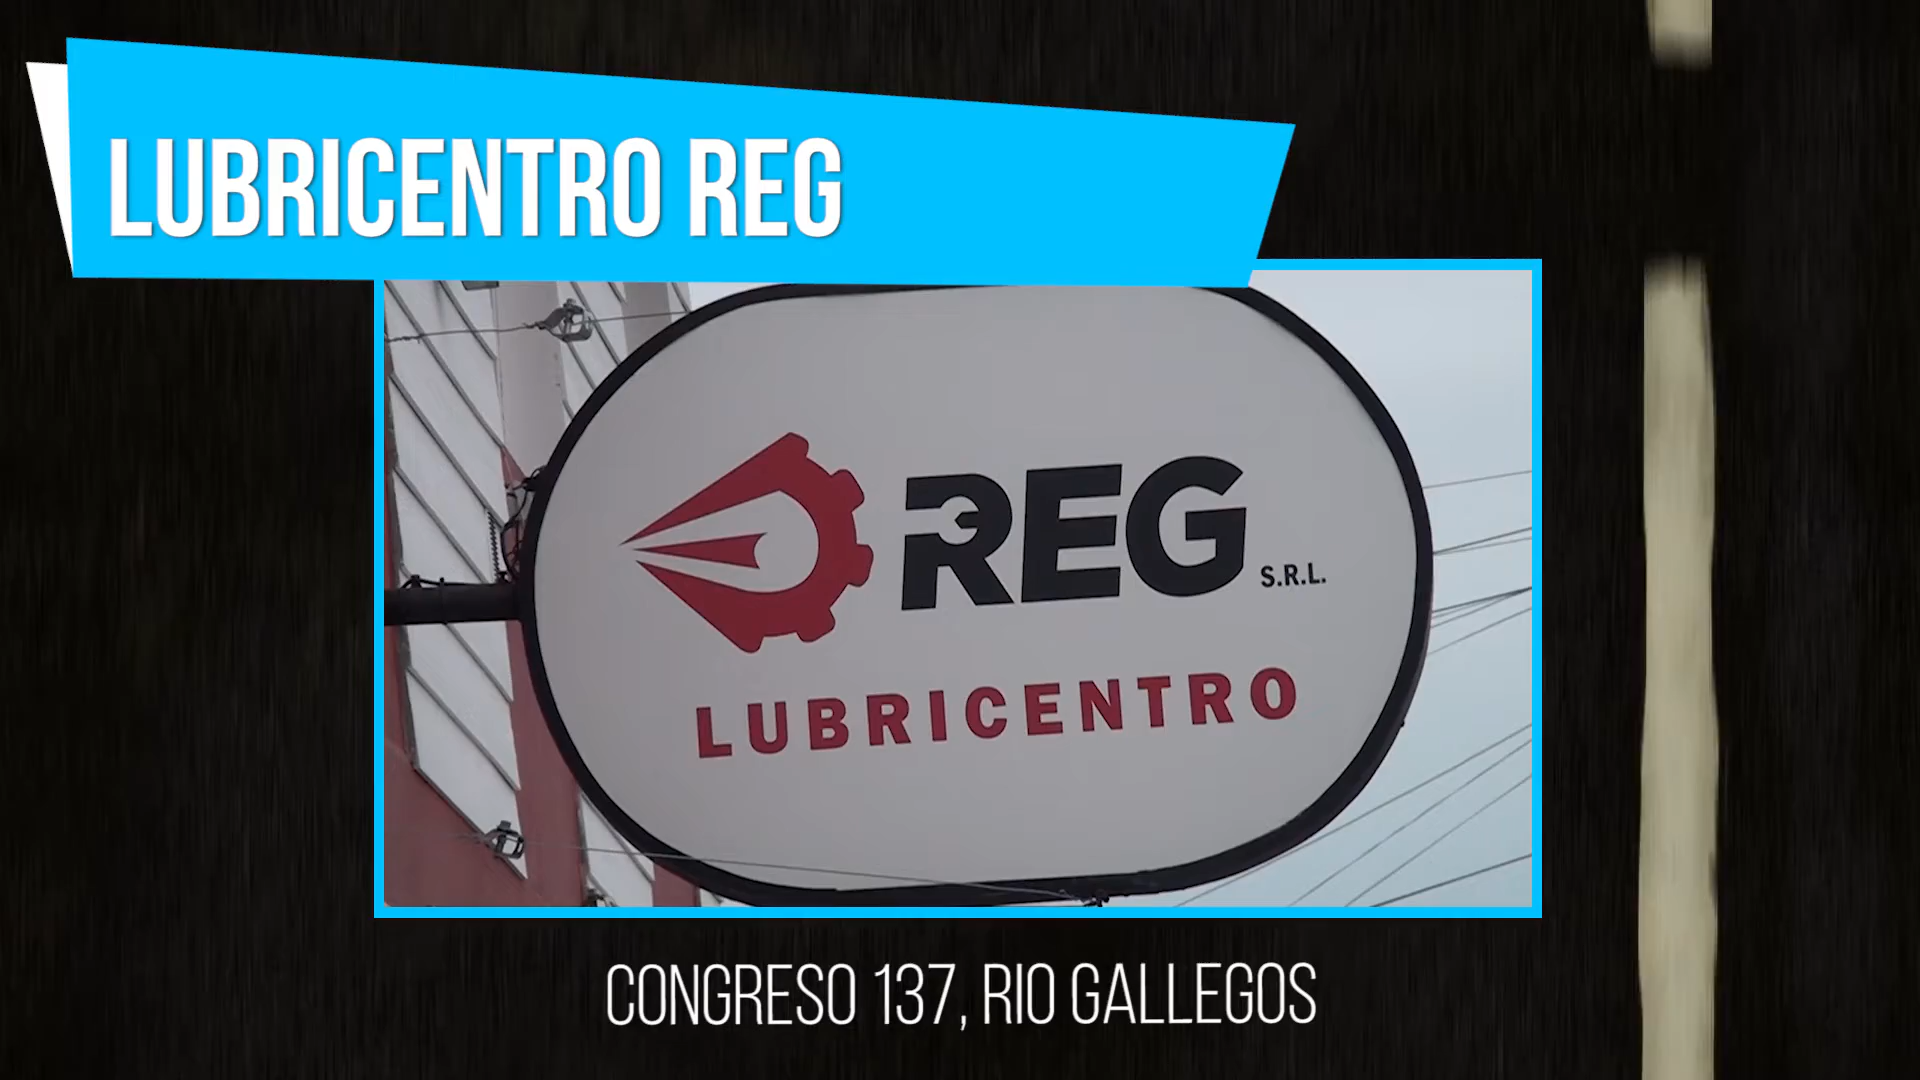 LUBRICENTRO REG
REG S.R.L.
LUBRICENTRO
CONGRESO 137, RIO GALLEGOS